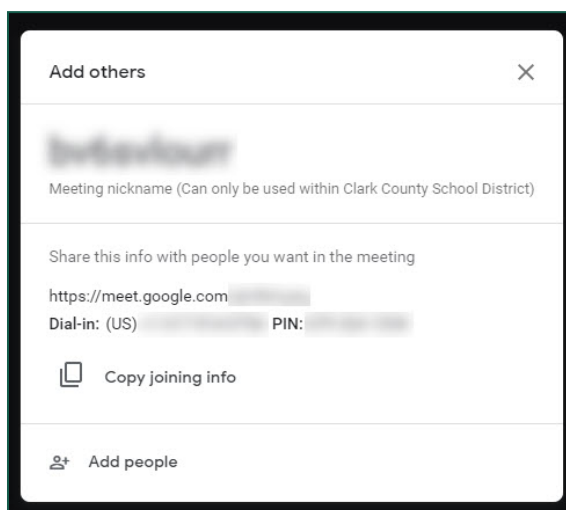 Add others
Meeting nickname (Can only be used within Clark County School District)
Share this info with people you want in the meeting
https://meet.google.com
Dial-in: (US) PIN:
Copy joining info
Add people